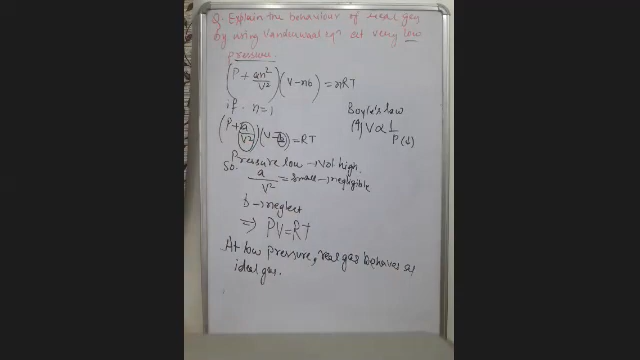 Q. Explain the behaviour of real gas
by using Vanderwaal eqn at very low
pressure.
(P + an²/V²) (V-nb) = nRT
if n=1
Boyle's law
(↑) V ∝ 1/P (↓)
(P + a/V²) (V-b) = RT
Pressure low → Vol high.
So a/V² = small → negligible
b → neglect
⇒ PV = RT
At low pressure, real gas behaves as
ideal gas.